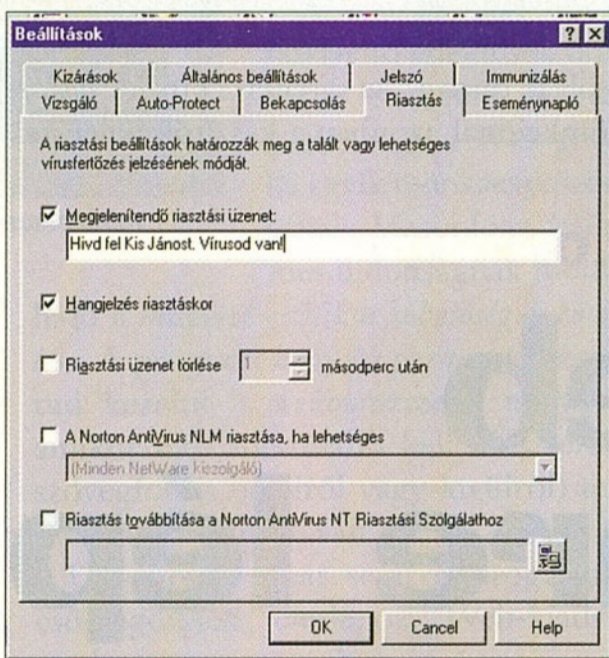 Beállítások
Kizárások Általános beállítások Jelszó Immunizálás
Vizsgáló Auto-Protect Bekapcsolás Riasztás Eseménynapló
A riasztási beállítások határozzák meg a talált vagy lehetséges
vírusfertőzés jelzésének módját.
Megjelenítendő riasztási üzenet:
Hivd fel Kis Jánost. Vírusod van!
Hangjelzés riasztáskor
Riasztási üzenet törlése 1 másodperc után
A Norton AntiVirus NLM riasztása, ha lehetséges
(Minden NetWare kiszolgáló)
Riasztás továbbítása a Norton AntiVirus NT Riasztási Szolgálathoz
OK Cancel Help